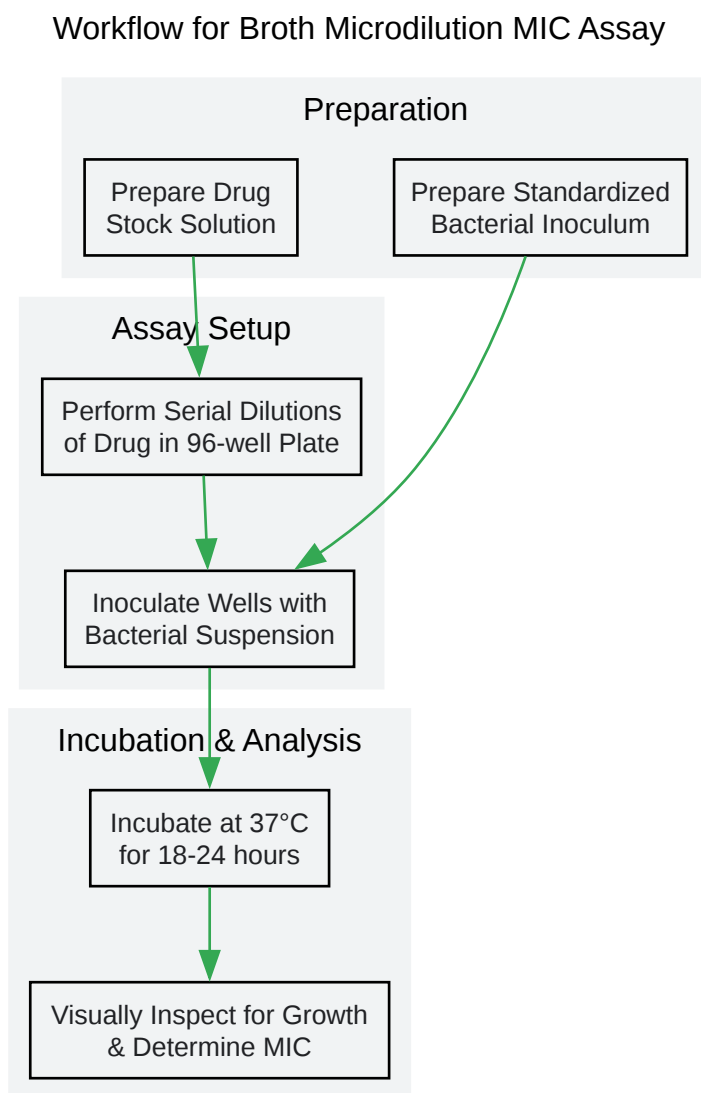 Workflow for Broth Microdilution MIC Assay
Preparation
Prepare Drug
Stock Solution
Prepare Standardized
Bacterial Inoculum
Assay Setup
Perform Serial Dilutions
of Drug in 96-well Plate
Inoculate Wells with
Bacterial Suspension
Incubation & Analysis
Incubate at 37°C
for 18-24 hours
Visually Inspect for Growth
& Determine MIC